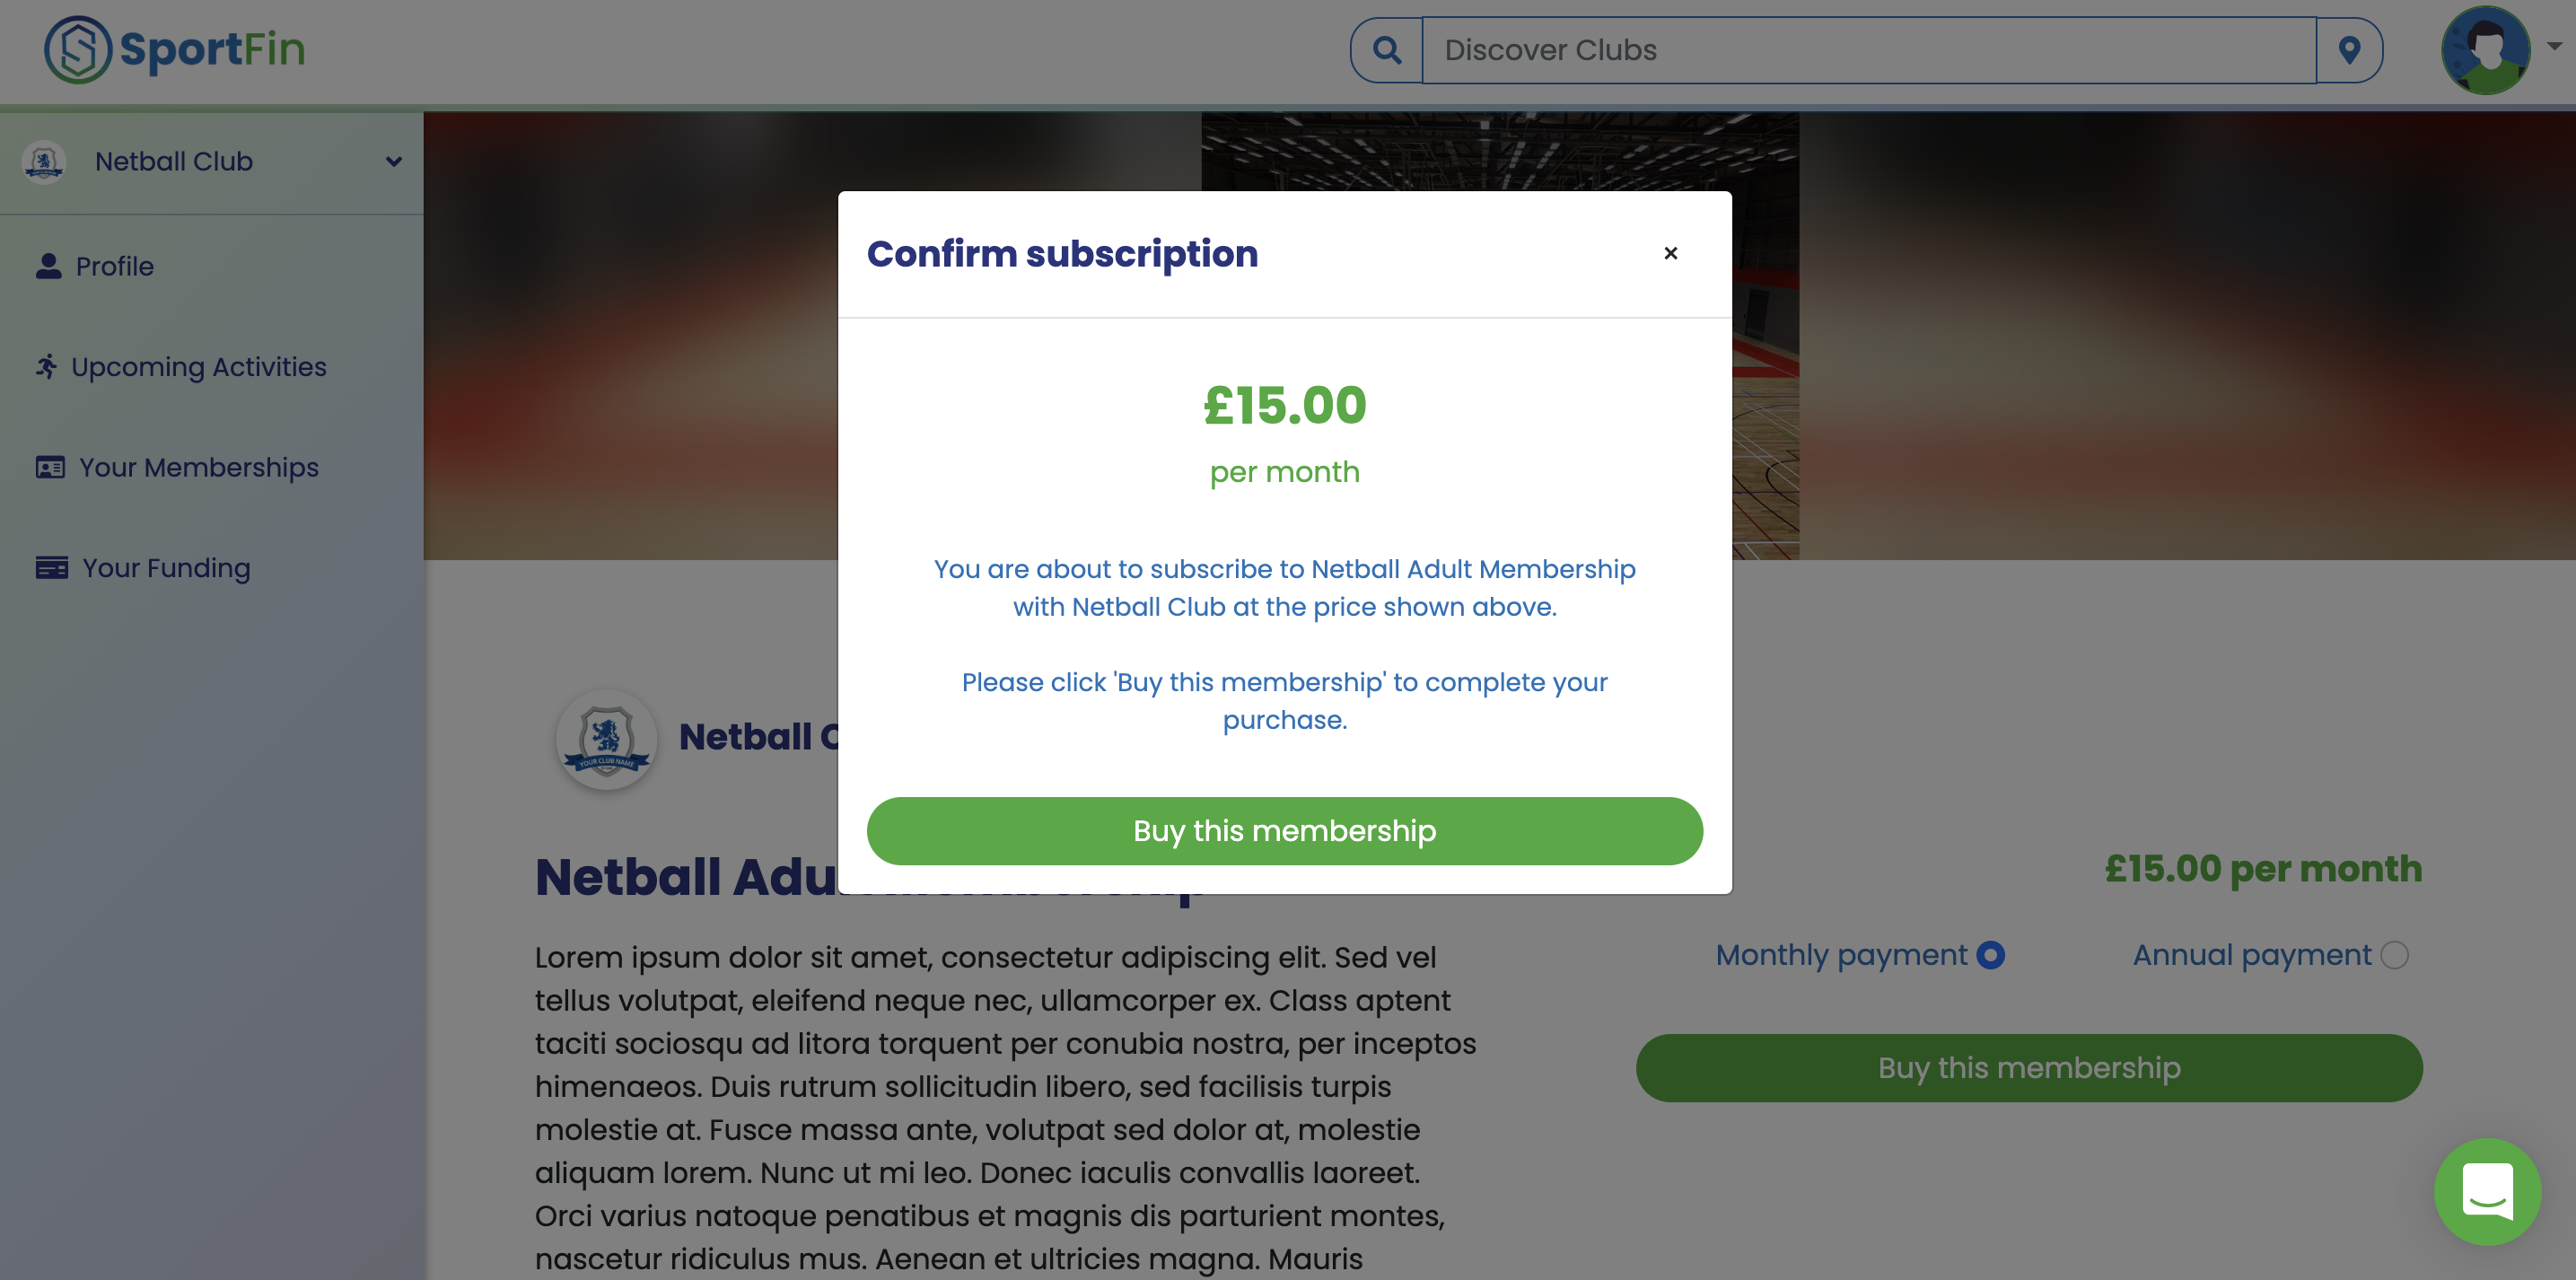 SportFin
Discover Clubs
Netball Club
Profile
Upcoming Activities
Your Memberships
Your Funding
Confirm subscription
×
£15.00
per month
You are about to subscribe to Netball Adult Membership
with Netball Club at the price shown above.
Please click 'Buy this membership' to complete your
purchase.
Buy this membership
YOUR CLUB NAME
Netball
Netball
£15.00 per month
Monthly payment
Annual payment
Buy this membership
Lorem ipsum dolor sit amet, consectetur adipiscing elit. Sed vel
tellus volutpat, eleifend neque nec, ullamcorper ex. Class aptent
taciti sociosqu ad litora torquent per conubia nostra, per inceptos
himenaeos. Duis rutrum sollicitudin libero, sed facilisis turpis
molestie at. Fusce massa ante, volutpat sed dolor at, molestie
aliquam lorem. Nunc ut mi leo. Donec iaculis convallis laoreet.
Orci varius natoque penatibus et magnis dis parturient montes,
nascetur ridiculus mus. Aenean et ultricies magna. Mauris